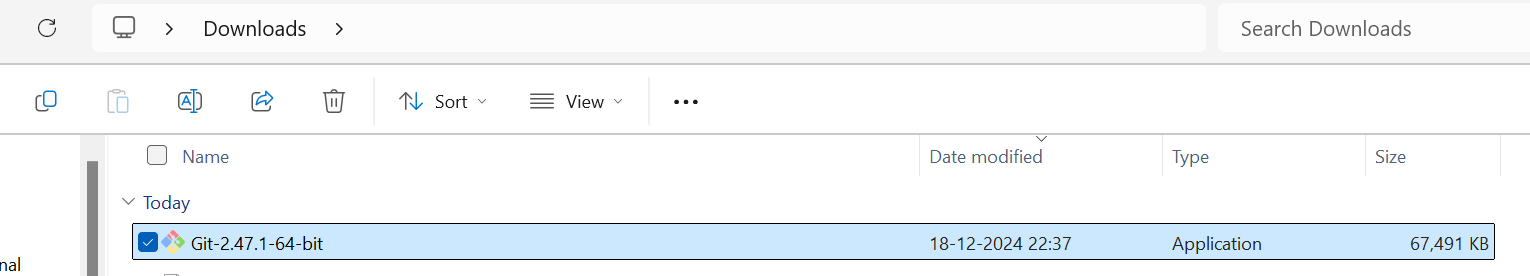 Downloads
Search Downloads
Sort View
Name Date modified Type Size
Today
Git-2.47.1-64-bit 18-12-2024 22:37 Application 67,491 KB
nal